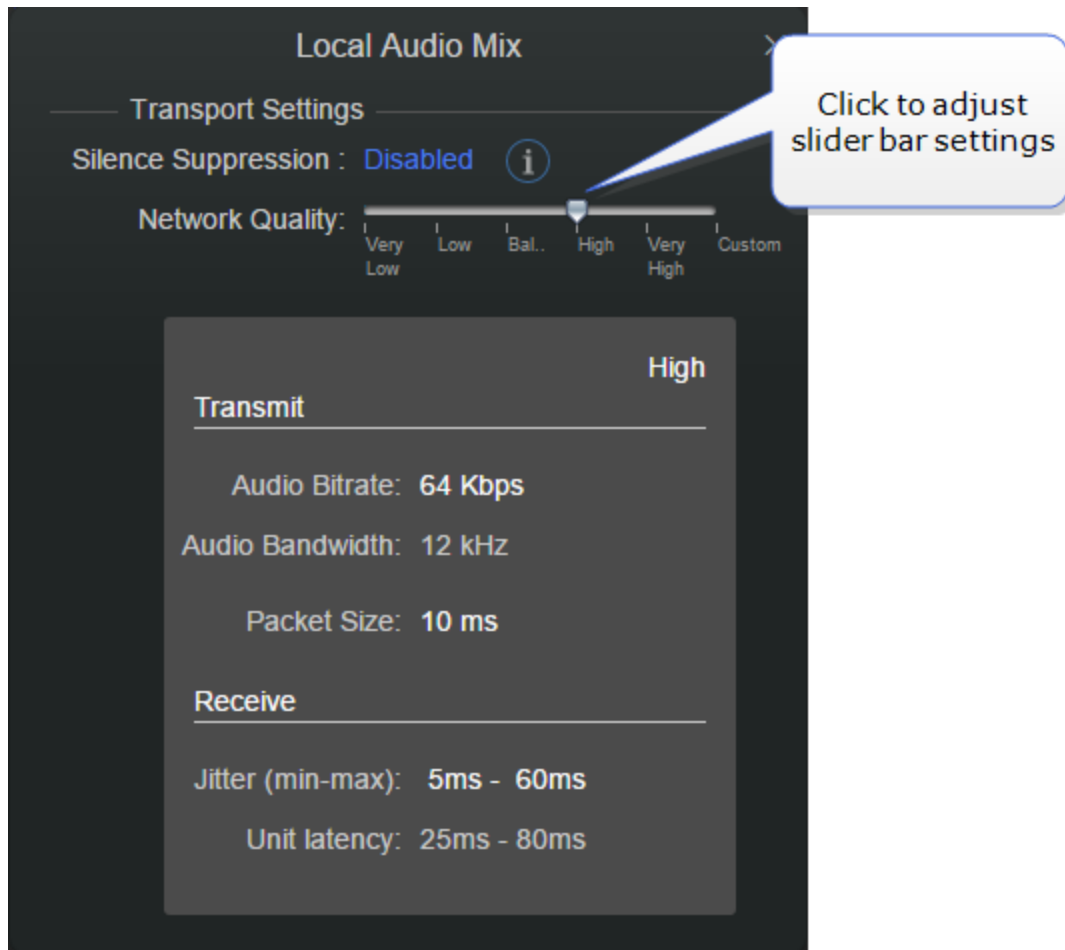 Local Audio Mix
Click to adjust
slider bar settings
Transport Settings
Silence Suppression : Disabled i
Network Quality:
Very Low Bal.. High Very Custom
Low High
High
Transmit
Audio Bitrate: 64 Kbps
Audio Bandwidth: 12 kHz
Packet Size: 10 ms
Receive
Jitter (min-max): 5ms - 60ms
Unit latency: 25ms - 80ms